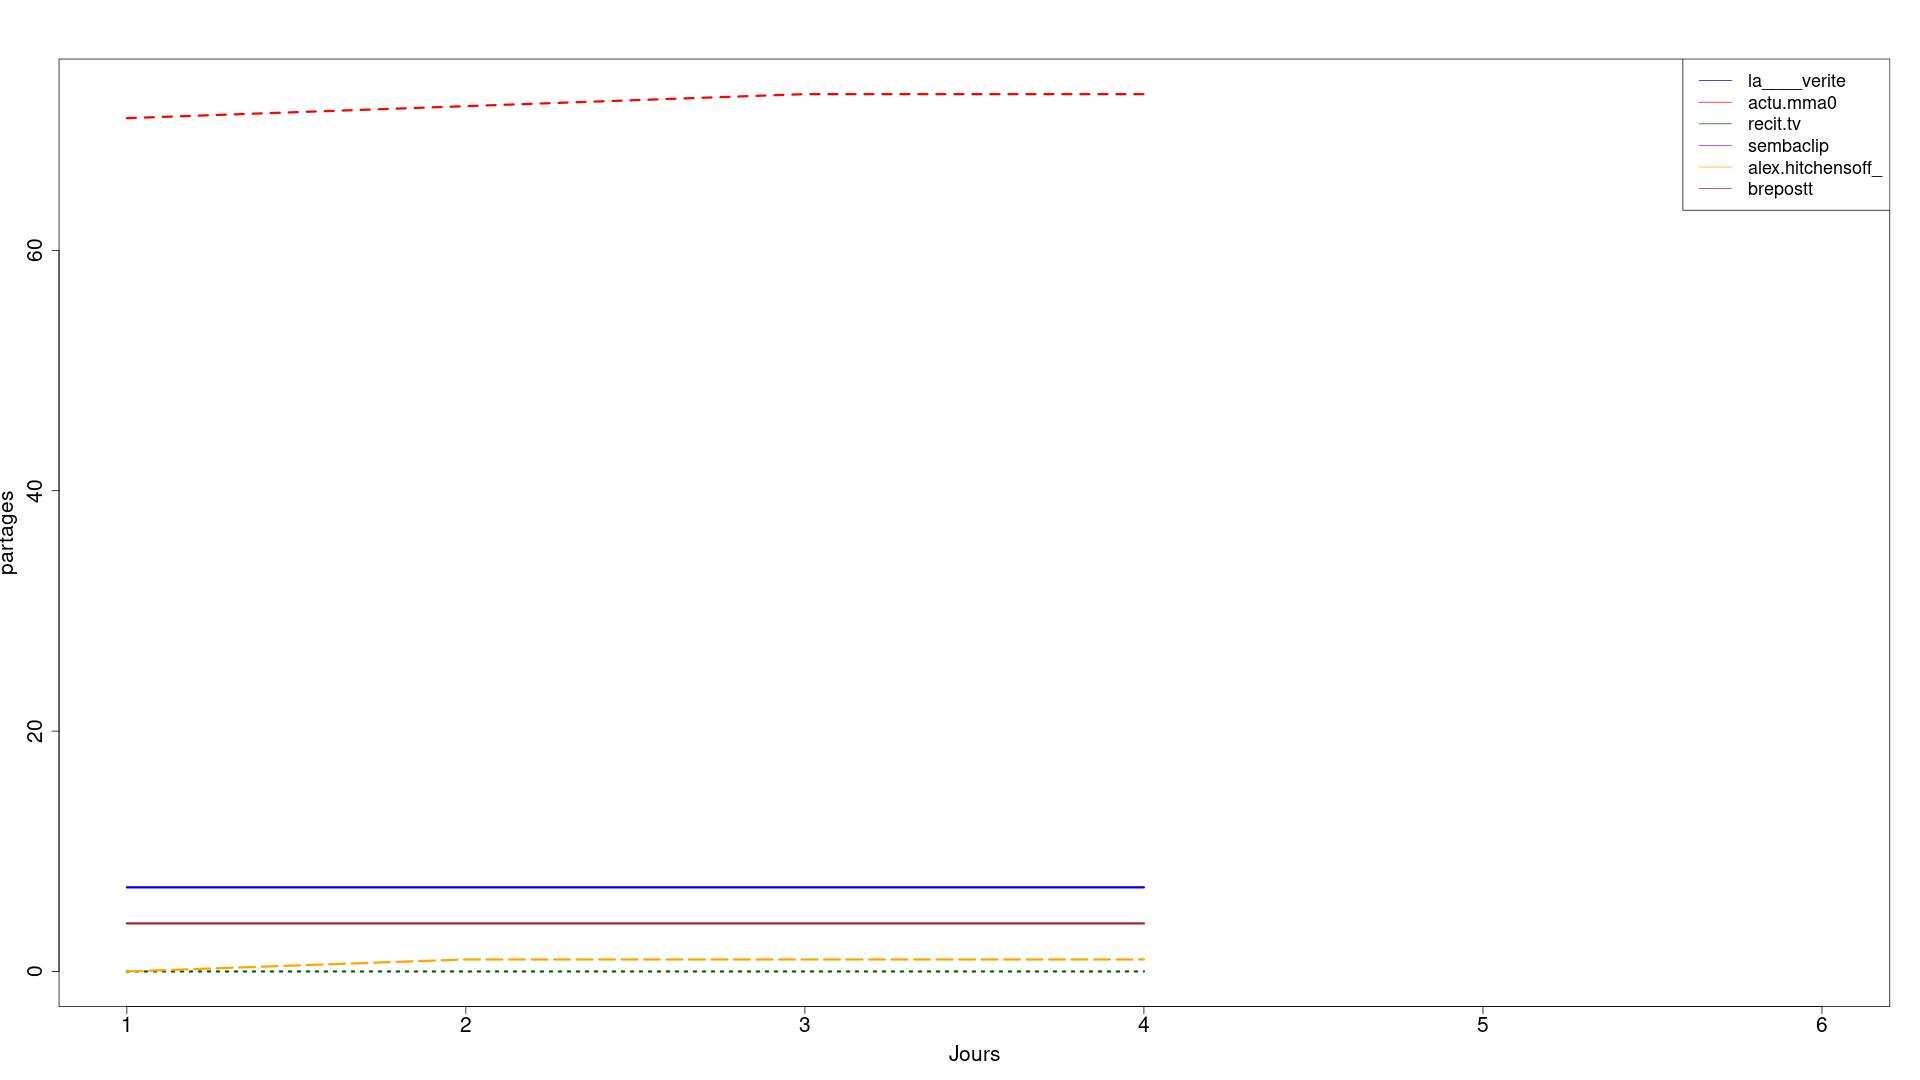 la____verite
actu.mma0
recit.tv
sembaclip
alex.hitchensoff_
brepostt
60
40
20
0
partages
1 2 3 4 5 6
Jours